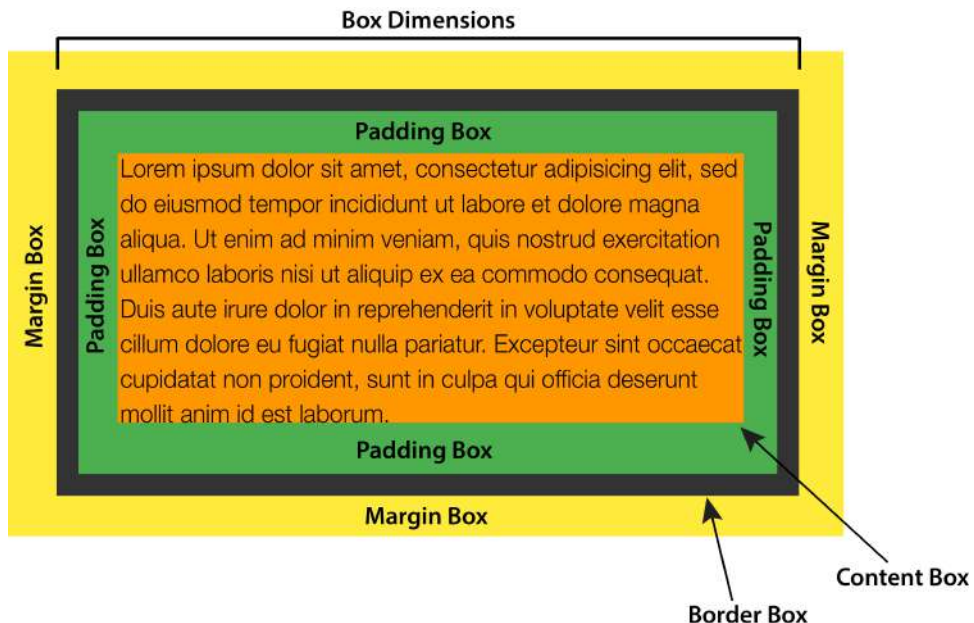 Box Dimensions
Padding Box
Lorem ipsum dolor sit amet, consectetur adipisicing elit, sed
do eiusmod tempor incididunt ut labore et dolore magna
aliqua. Ut enim ad minim veniam, quis nostrud exercitation
ullamco laboris nisi ut aliquip ex ea commodo consequat.
Duis aute irure dolor in reprehenderit in voluptate velit esse
cillum dolore eu fugiat nulla pariatur. Excepteur sint occaecat
cupidatat non proident, sunt in culpa qui officia deserunt
mollit anim id est laborum.
Margin Box
Padding Box
Padding Box
Margin Box
Padding Box
Margin Box
Content Box
Border Box